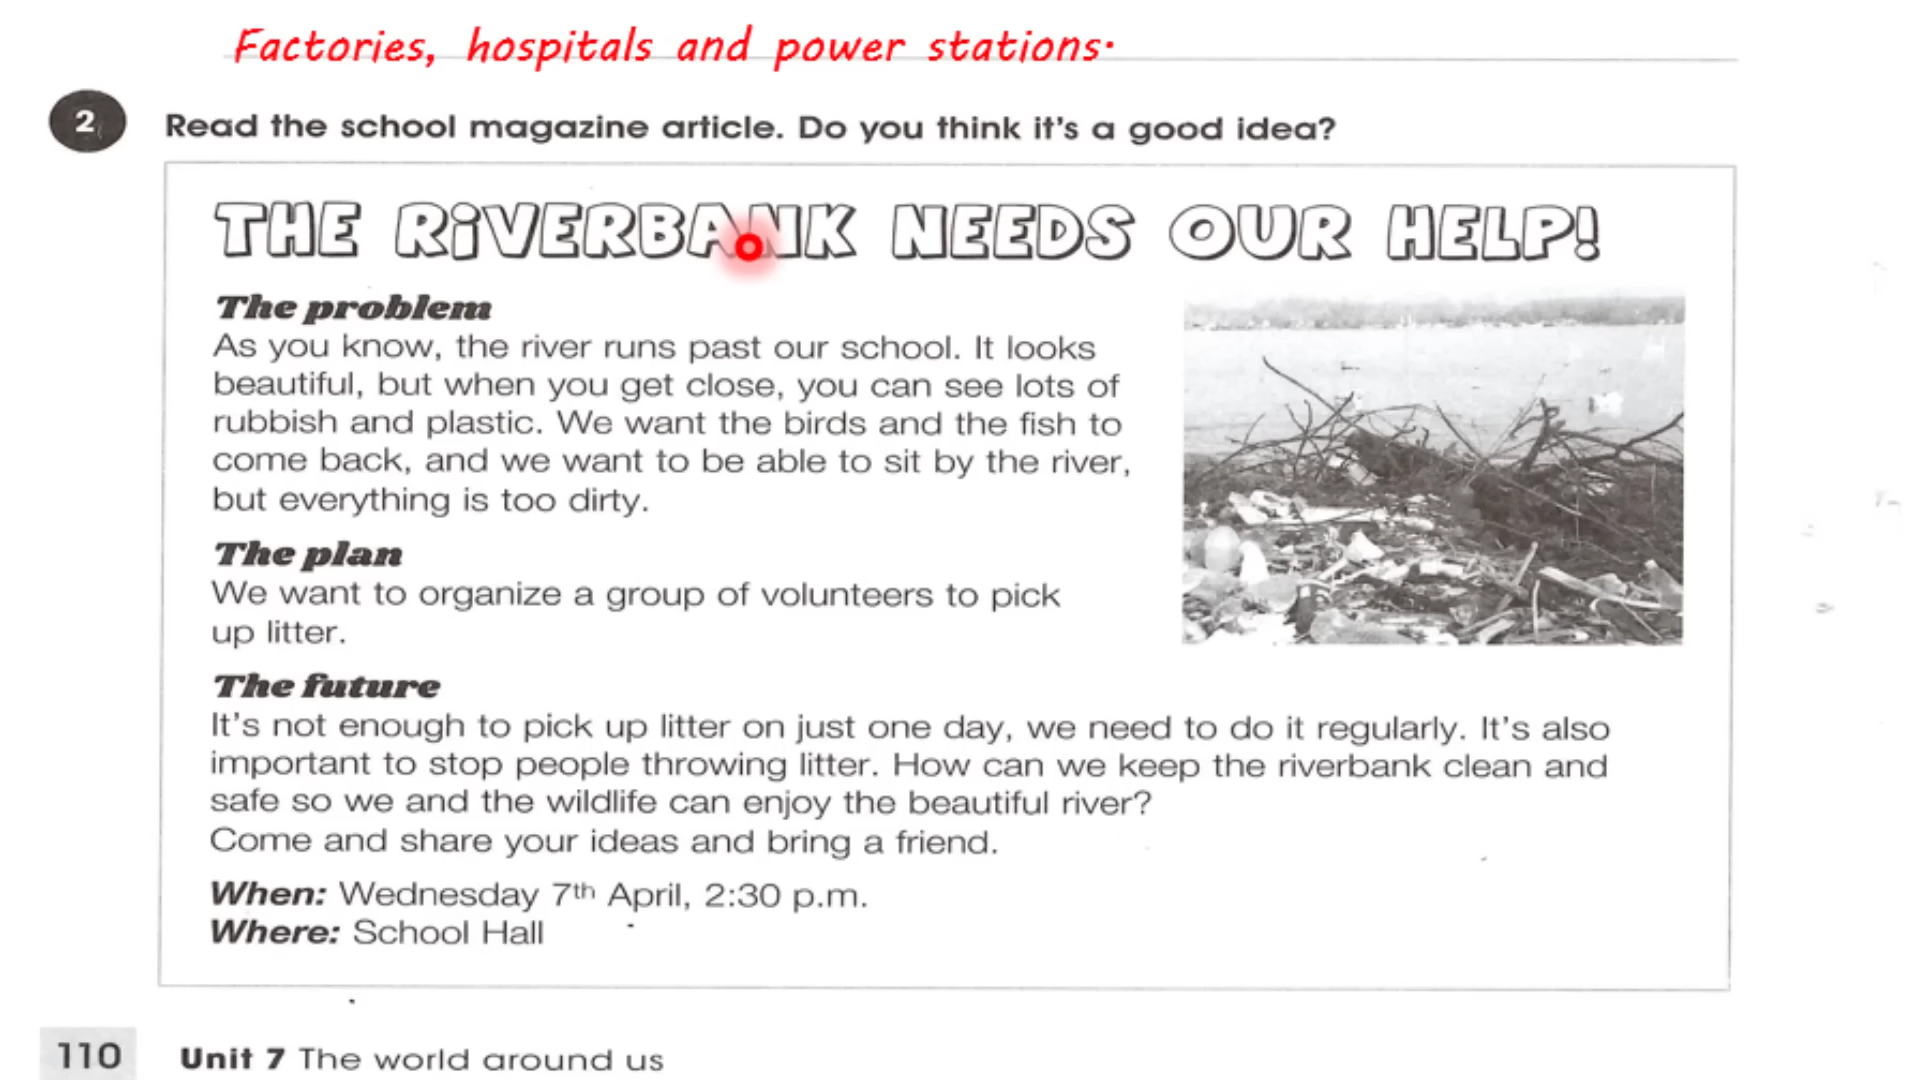 Factories, hospitals and power stations.
2
Read the school magazine article. Do you think it's a good idea?
THE RiVERBANK NEEDS OUR HELP!
The problem
As you know, the river runs past our school. It looks
beautiful, but when you get close, you can see lots of
rubbish and plastic. We want the birds and the fish to
come back, and we want to be able to sit by the river,
but everything is too dirty.
The plan
We want to organize a group of volunteers to pick
up litter.
The future
It's not enough to pick up litter on just one day, we need to do it regularly. It's also
important to stop people throwing litter. How can we keep the riverbank clean and
safe so we and the wildlife can enjoy the beautiful river?
Come and share your ideas and bring a friend.
When: Wednesday 7th April, 2:30 p.m.
Where: School Hall
110 Unit 7 The world around us